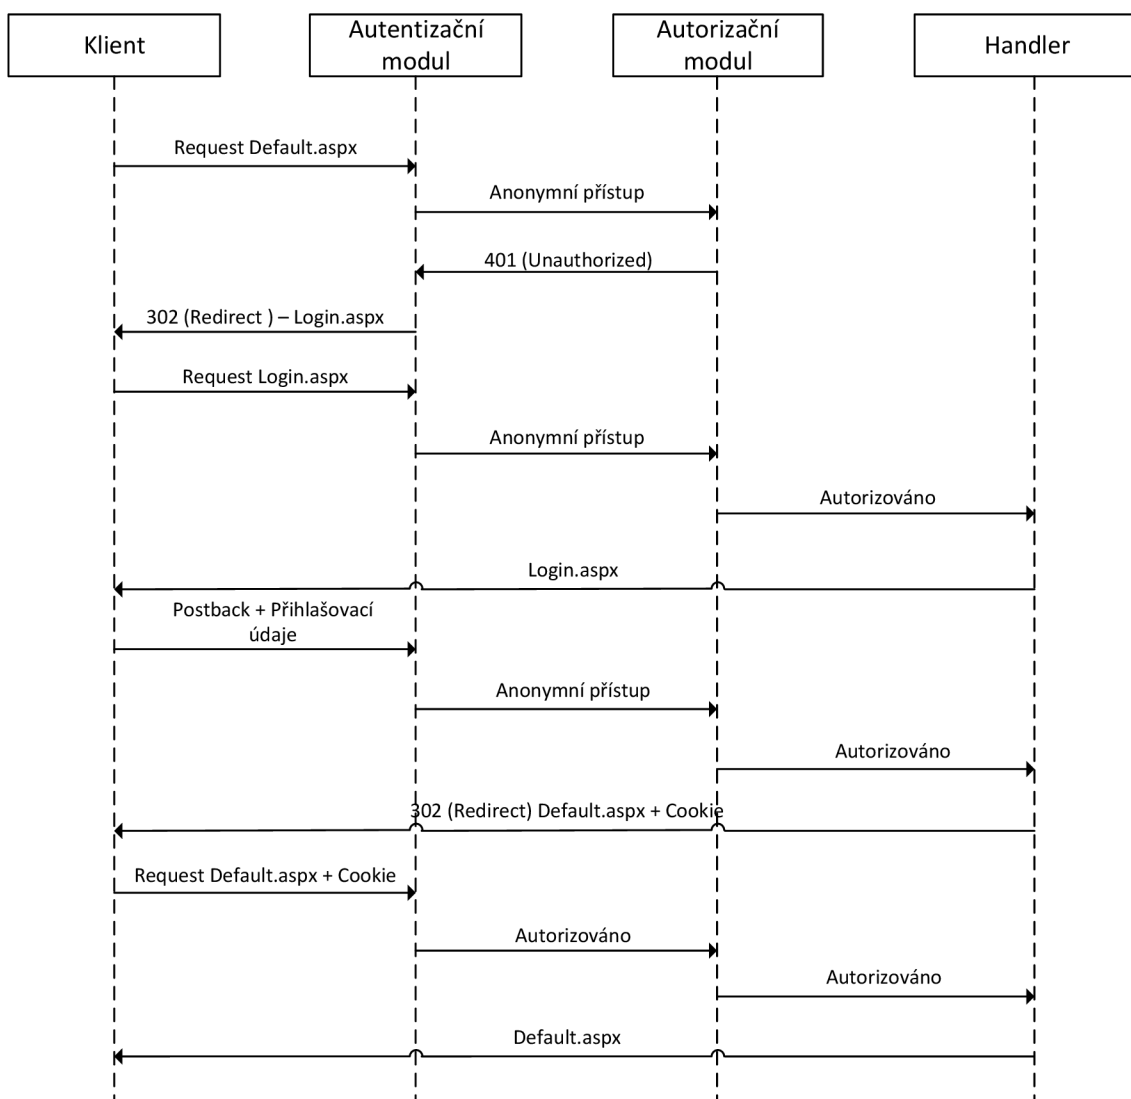 Klient
Autentizační
modul
Autorizační
modul
Handler
Request Default.aspx
Anonymní přístup
401 (Unauthorized)
302 (Redirect ) – Login.aspx
Request Login.aspx
Anonymní přístup
Autorizováno
Login.aspx
Postback + Přihlašovací
údaje
Anonymní přístup
Autorizováno
302 (Redirect) Default.aspx + Cookie
Request Default.aspx + Cookie
Autorizováno
Autorizováno
Default.aspx